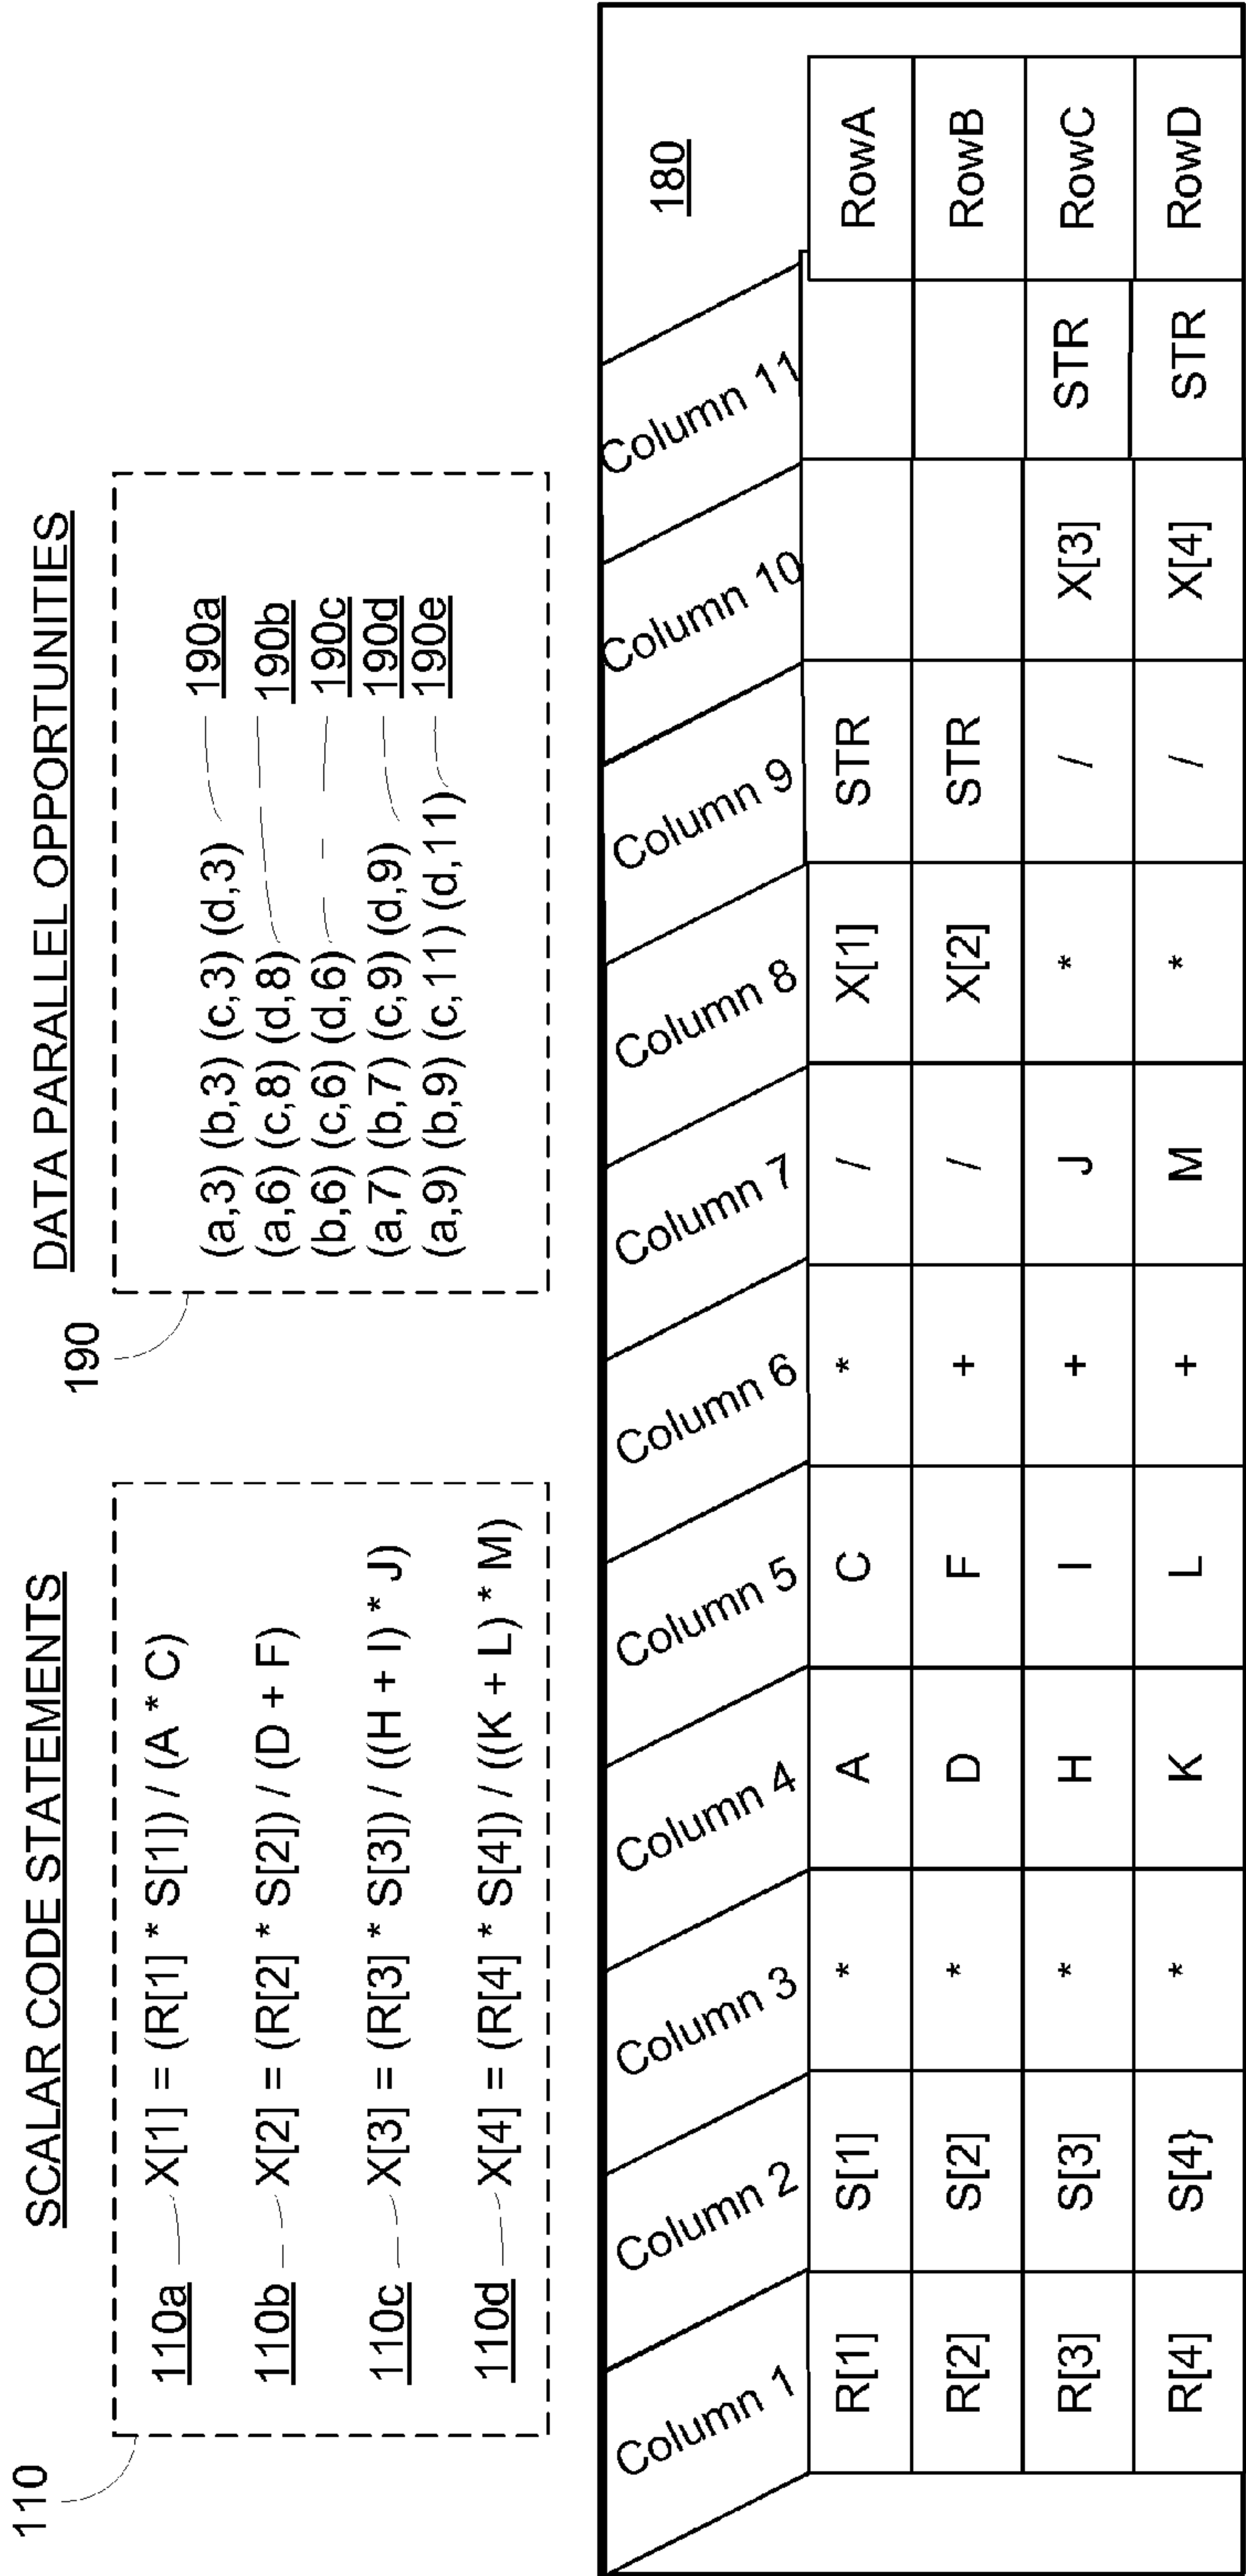 SCALAR CODE STATEMENTS
110
110a X[1] = (R[1] * S[1]) / (A * C)
110b X[2] = (R[2] * S[2]) / (D + F)
110c X[3] = (R[3] * S[3]) / ((H + I) * J)
110d X[4] = (R[4] * S[4]) / ((K + L) * M)
DATA PARALLEL OPPORTUNITIES
190
(a,3) (b,3) (c,3) (d,3) 190a
(a,6) (c,8) (d,8) 190b
(b,6) (c,6) (d,6) 190c
(a,7) (b,7) (c,9) (d,9) 190d
(a,9) (b,9) (c,11) (d,11) 190e
180
Column 1 Column 2 Column 3 Column 4 Column 5 Column 6 Column 7 Column 8 Column 9 Column 10 Column 11
R[1] S[1] * A C * / X[1] STR RowA
R[2] S[2] * D F + / X[2] STR RowB
R[3] S[3] * H I + J * / X[3] STR RowC
R[4] S[4} * K L + M * / X[4] STR RowD